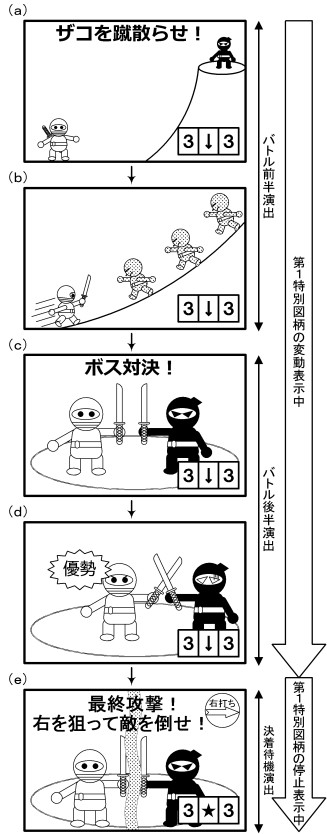 (a)
ザコを蹴散らせ！
3↓3
(b)
3↓3
(c)
ボス対決！
3↓3
(d)
優勢
3↓3
(e)
最終攻撃！
右を狙って敵を倒せ！
右打ち
3★3
バトル前半演出
バトル後半演出
決着待機演出
第１特別図柄の変動表示中
第１特別図柄の停止表示中